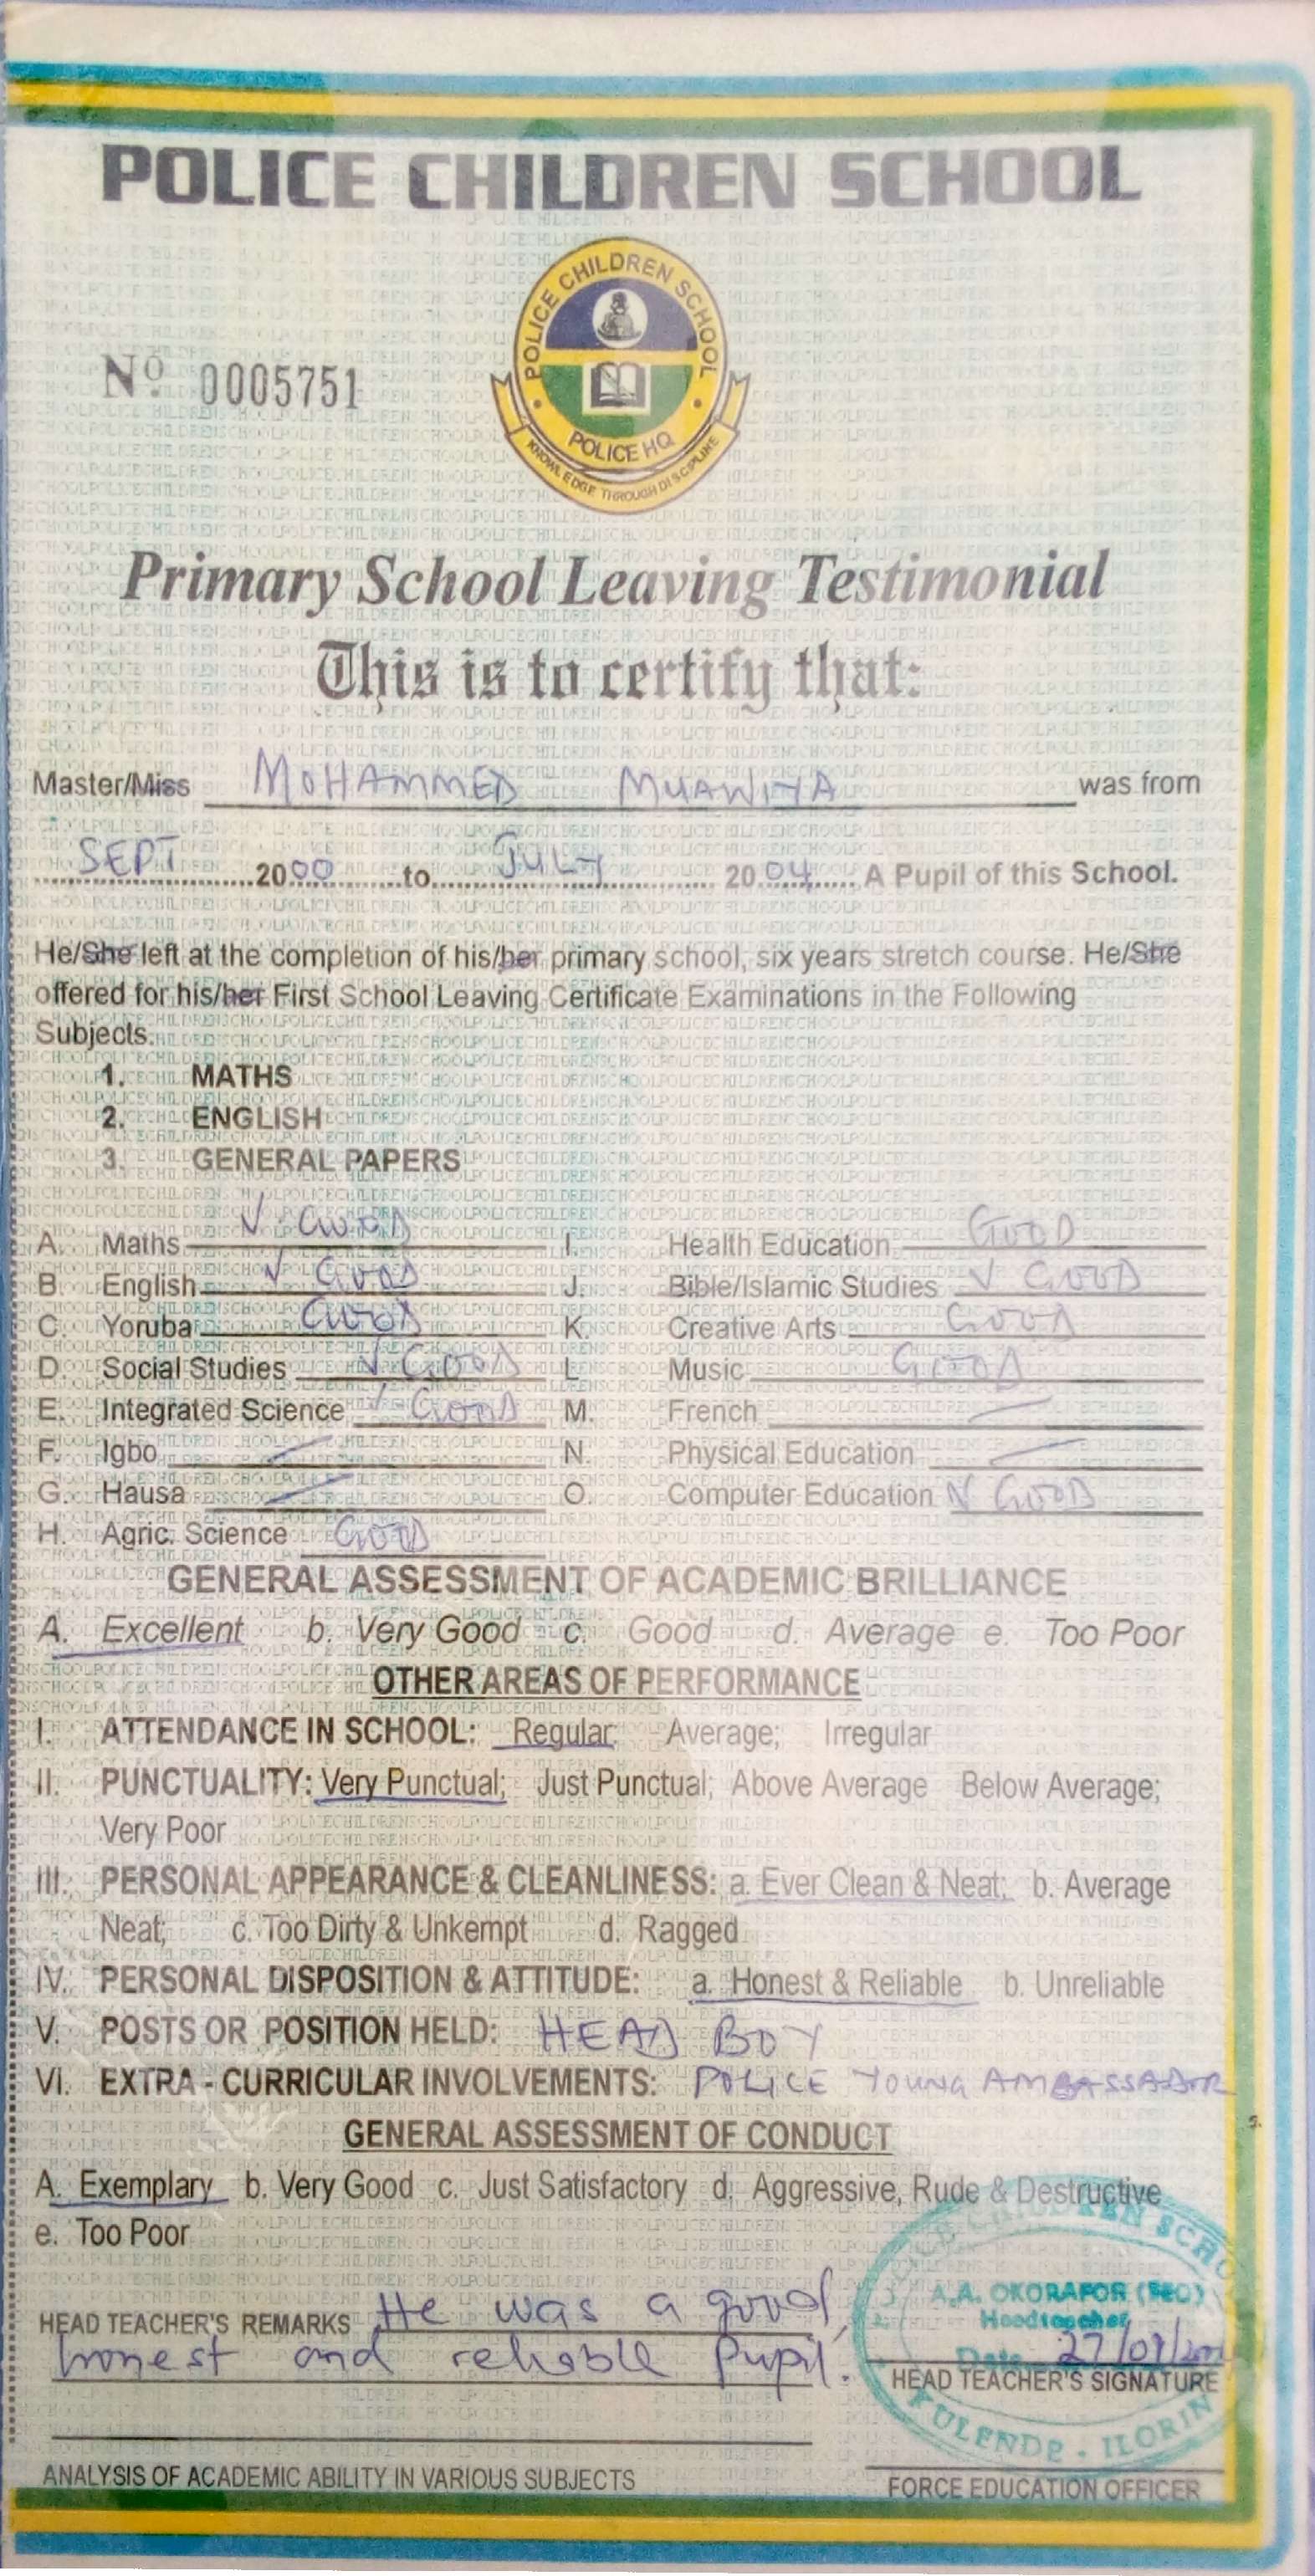 POLICE CHILDREN SCHOOL
POLICE CHILDREN SCHOOL
POLICE HQ
KNOWLEDGE THROUGH DISCIPLINE
Nº 0005751
Primary School Leaving Testimonial
This is to certify that:
Master/Miss MOHAMMED MUAWIYA was from
SEPT 2000 to JULY 2004 A Pupil of this School.
He/She left at the completion of his/her primary school, six years stretch course. He/She
offered for his/her First School Leaving Certificate Examinations in the Following
Subjects.
1. MATHS
2. ENGLISH
3. GENERAL PAPERS
A. Maths V. GOOD I. Health Education GOOD
B. English V GOOD J. Bible/Islamic Studies V GOOD
C. Yoruba GOOD K. Creative Arts GOOD
D. Social Studies V GOOD L Music GOOD
E. Integrated Science V GOOD M. French
F. Igbo N. Physical Education
G. Hausa O. Computer Education V GOOD
H. Agric. Science GOOD
GENERAL ASSESSMENT OF ACADEMIC BRILLIANCE
A. Excellent b. Very Good c. Good d. Average e. Too Poor
OTHER AREAS OF PERFORMANCE
I. ATTENDANCE IN SCHOOL: Regular; Average; Irregular
II. PUNCTUALITY: Very Punctual; Just Punctual; Above Average Below Average;
Very Poor
III. PERSONAL APPEARANCE & CLEANLINESS: a. Ever Clean & Neat; b. Average
Neat; c. Too Dirty & Unkempt d. Ragged
IV. PERSONAL DISPOSITION & ATTITUDE: a. Honest & Reliable b. Unreliable
V. POSTS OR POSITION HELD: HEAD BOY
VI. EXTRA - CURRICULAR INVOLVEMENTS: POLICE YOUNG AMBASSADOR
GENERAL ASSESSMENT OF CONDUCT
A. Exemplary b. Very Good c. Just Satisfactory d. Aggressive, Rude & Destructive
e. Too Poor
HEAD TEACHER'S REMARKS He was a good,
honest and reliable Pupil.
CHILDREN SCHO
A.A. OKORAFOR
Headteacher
Date
HEAD TEACHER'S SIGNATURE
FULENDE - ILORIN
ANALYSIS OF ACADEMIC ABILITY IN VARIOUS SUBJECTS
FORCE EDUCATION OFFICER